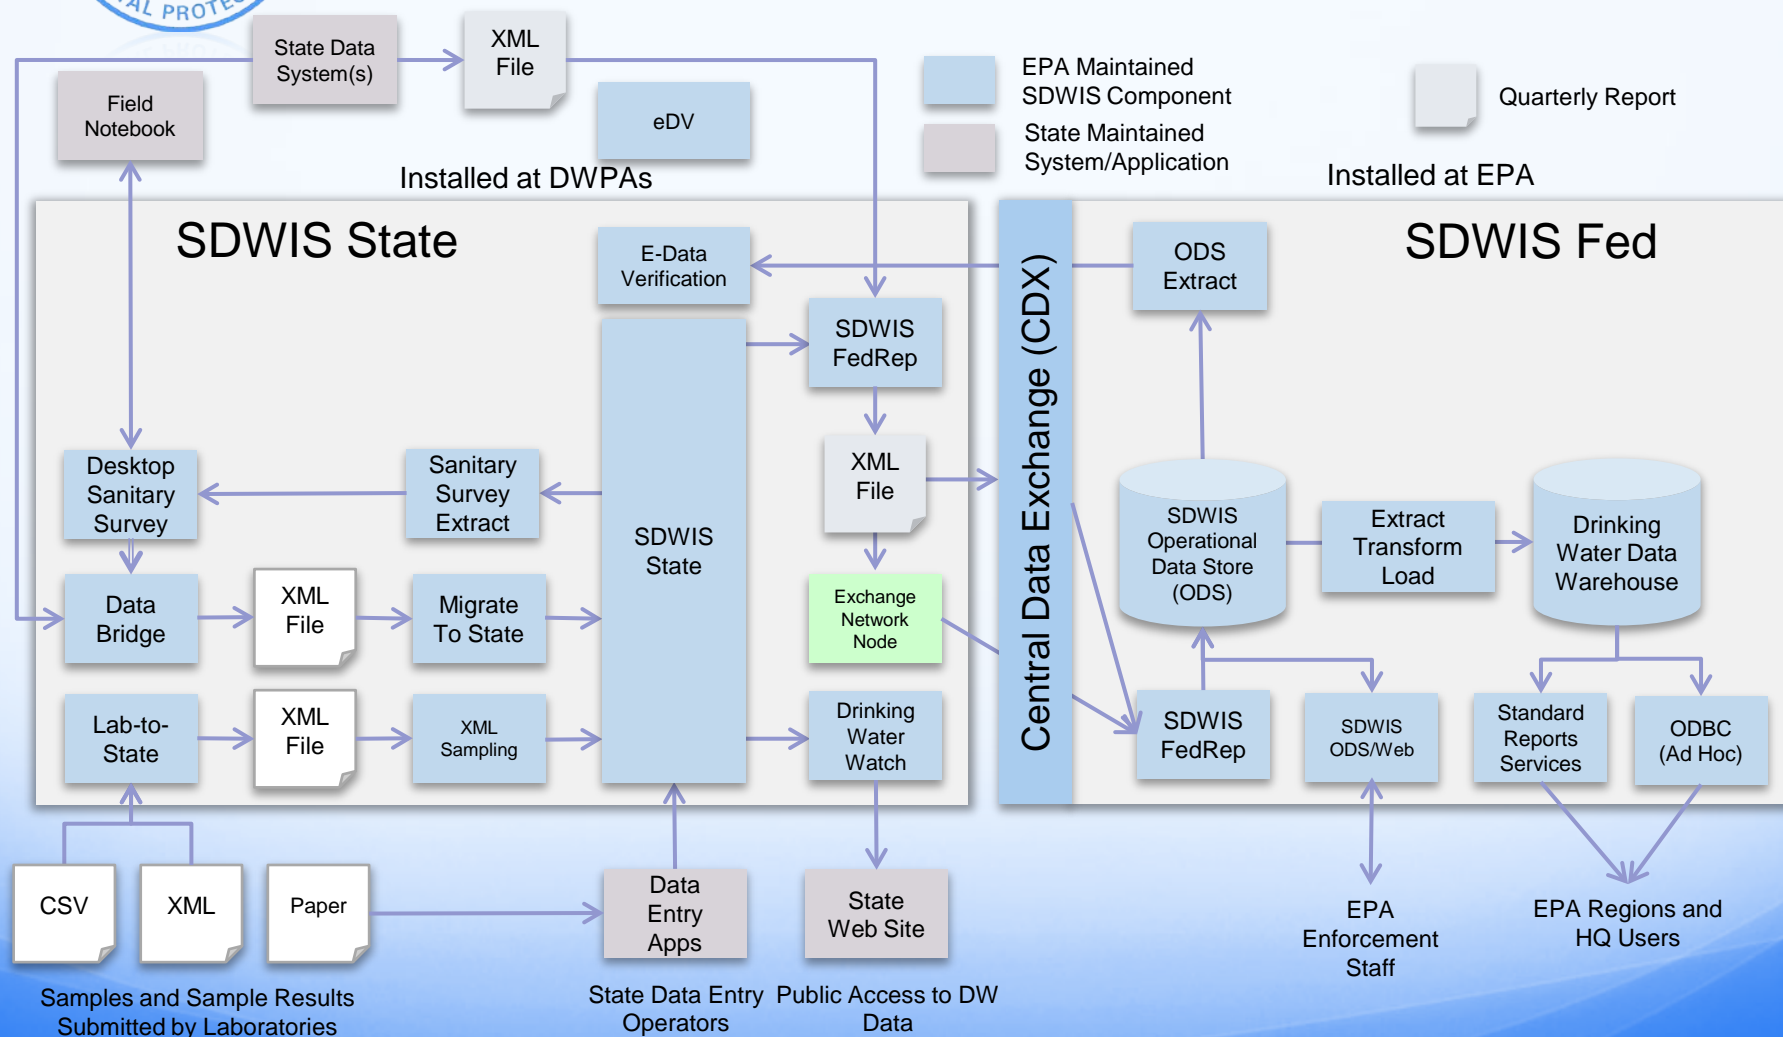 AL PROTE
State Data
System(s)
XML
File
Field
Notebook
eDV
EPA Maintained
SDWIS Component
State Maintained
System/Application
Quarterly Report
Installed at DWPAs
Installed at EPA
SDWIS State
SDWIS Fed
E-Data
Verification
ODS
Extract
SDWIS
FedRep
Central Data Exchange (CDX)
Desktop
Sanitary
Survey
Sanitary
Survey
Extract
XML
File
SDWIS
State
SDWIS
Operational
Data Store
(ODS)
Extract
Transform
Load
Drinking
Water Data
Warehouse
Data
Bridge
XML
File
Migrate
To State
Exchange
Network
Node
Lab-to-
State
XML
File
XML
Sampling
Drinking
Water
Watch
SDWIS
FedRep
SDWIS
ODS/Web
Standard
Reports
Services
ODBC
(Ad Hoc)
CSV
XML
Paper
Data
Entry
Apps
State
Web Site
EPA
Enforcement
Staff
EPA Regions and
HQ Users
Samples and Sample Results
Submitted by Laboratories
State Data Entry
Operators
Public Access to DW
Data